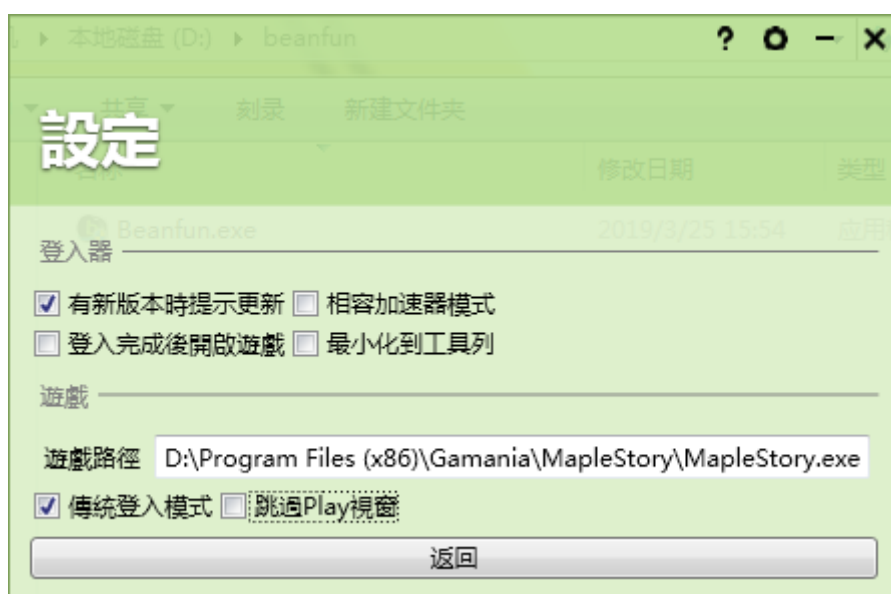 本地磁盘 (D:) ▸ beanfun
共享 刻录 新建文件夹
設定
修改日期 类型
Beanfun.exe 2019/3/25 15:54 应用
登入器
有新版本時提示更新 相容加速器模式
登入完成後開啟遊戲 最小化到工具列
遊戲
遊戲路徑 D:\Program Files (x86)\Gamania\MapleStory\MapleStory.exe
傳統登入模式 跳過Play視窗
返回